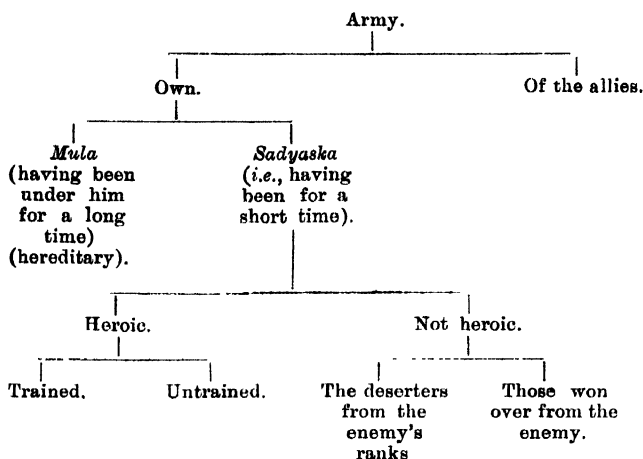 Army.
Own.
Of the allies.
Mula
(having been
under him
for a long
time)
(hereditary).
Sadyaska
(i.e., having
been for a
short time).
Heroic.
Not heroic.
Trained.
Untrained.
The deserters
from the
enemy's
ranks
Those won
over from the
enemy.